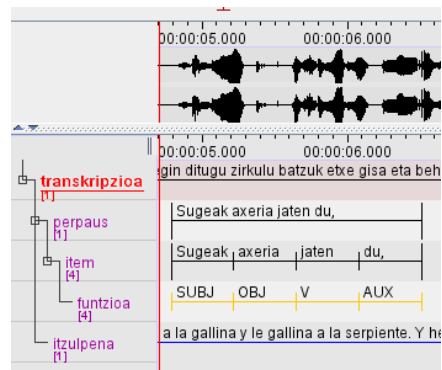 00:00:05.000 00:00:06.000
00:00:05.000 00:00:06.000
transkripzioa
[1]
gin ditugu zirkulu batzuk etxe gisa eta beh
perpaus
[1]
Sugeak axeria jaten du,
item
[4]
Sugeak axeria jaten du,
funtzioa
[4]
SUBJ OBJ V AUX
itzulpena
[1]
a la gallina y le gallina a la serpiente. Y he